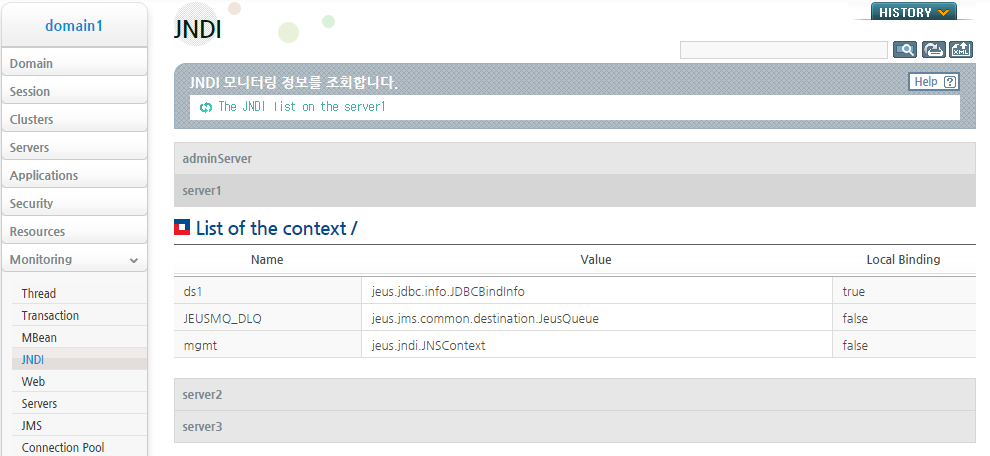 domain1
Domain
Session
Clusters
Servers
Applications
Security
Resources
Monitoring
Thread
Transaction
MBean
JNDI
Web
Servers
JMS
Connection Pool
JNDI
HISTORY
XML
JNDI 모니터링 정보를 조회합니다.
Help ?
The JNDI list on the server1
adminServer
server1
List of the context /
Name Value Local Binding
ds1 jeus.jdbc.info.JDBCBindInfo true
JEUSMQ_DLQ jeus.jms.common.destination.JeusQueue false
mgmt jeus.jndi.JNSContext false
server2
server3